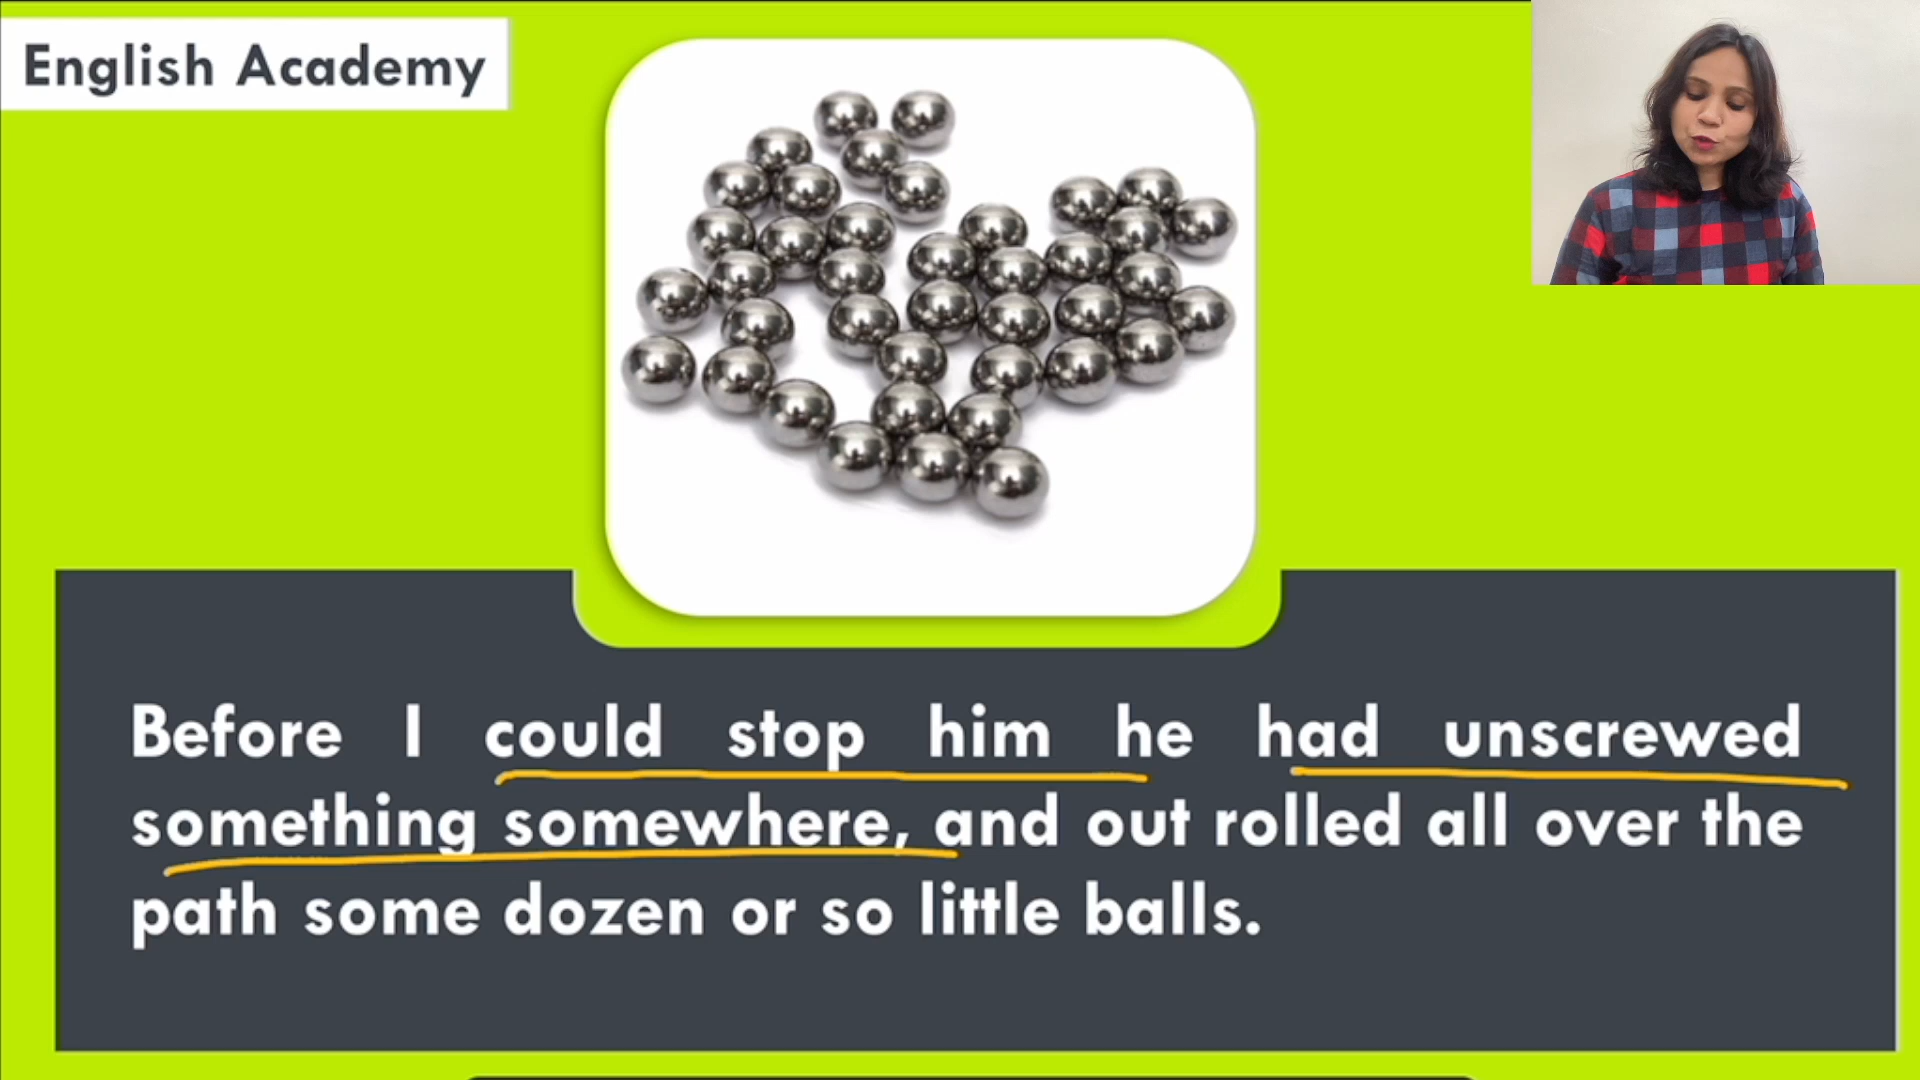 English Academy
Before I could stop him he had unscrewed
something somewhere, and out rolled all over the
path some dozen or so little balls.